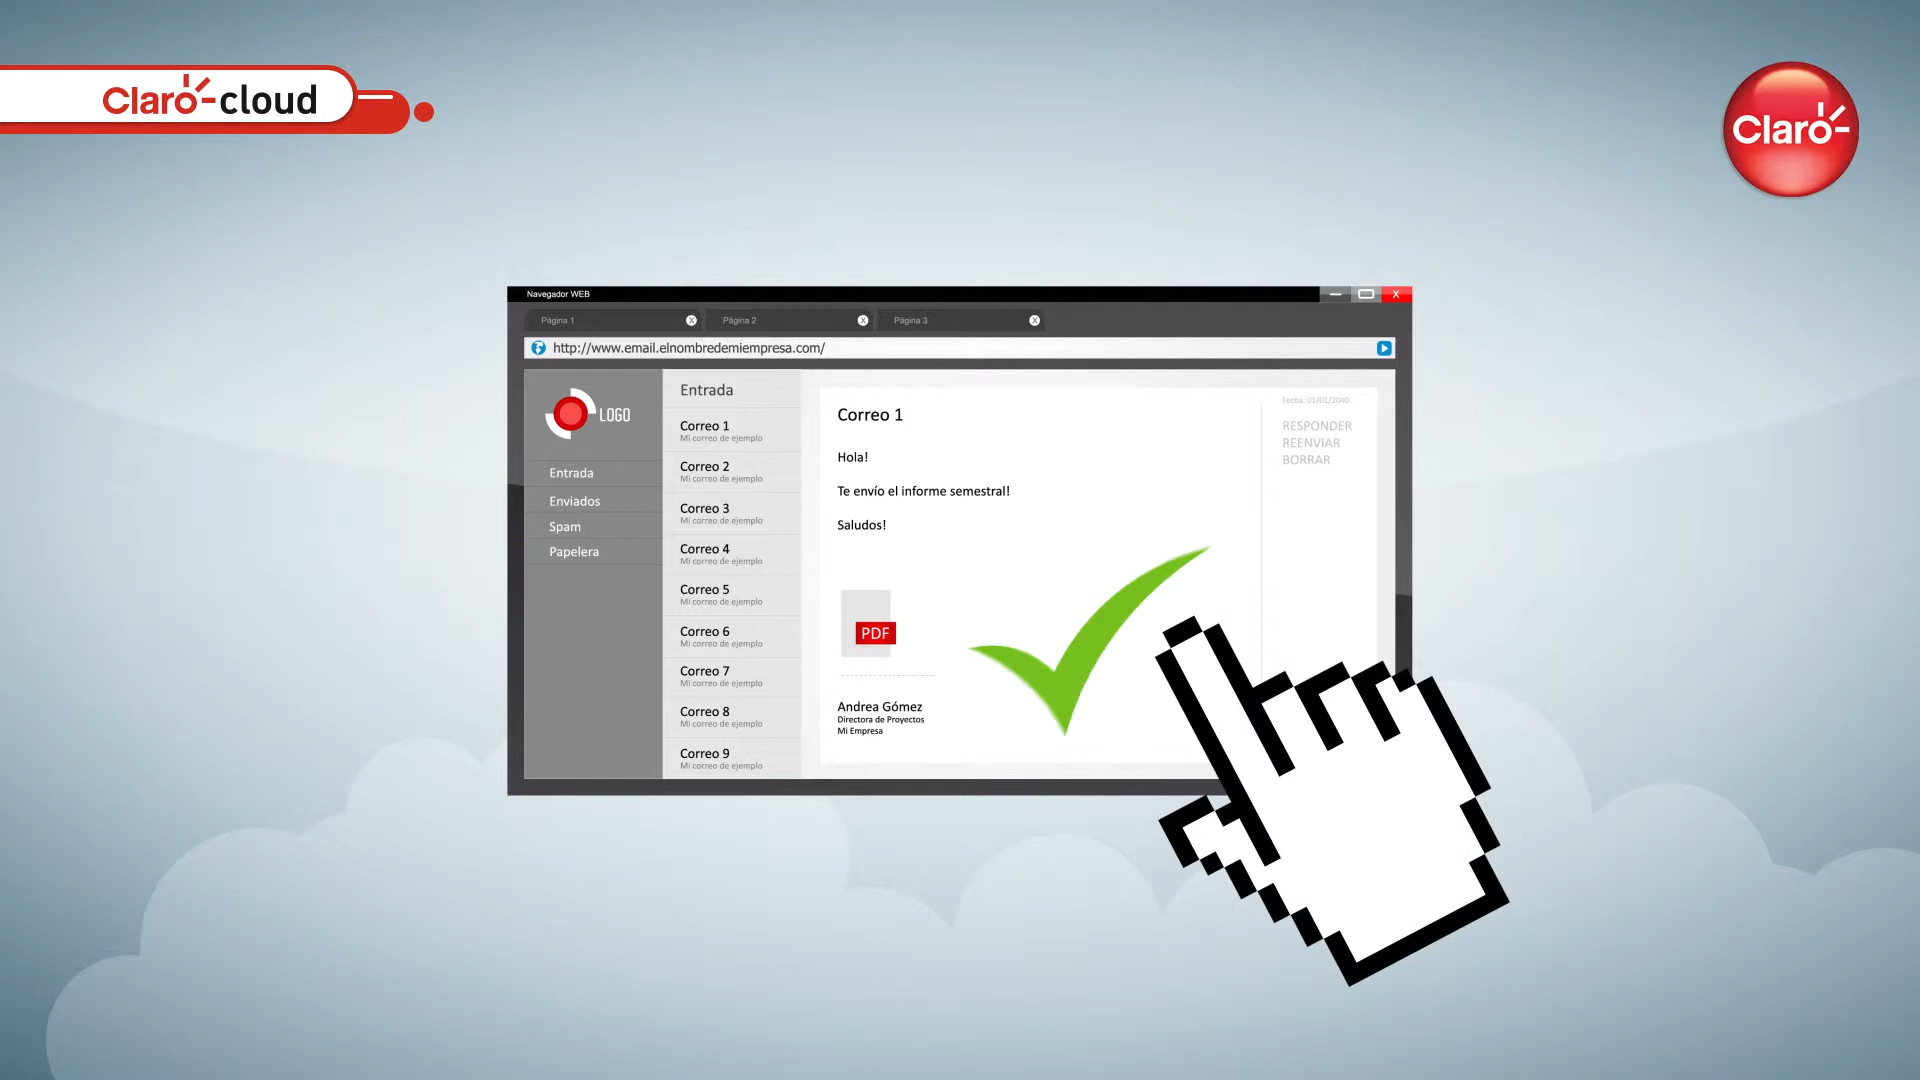 Claro-cloud
Claro-
Navegador WEB
X
Página 1
X
Página 2
X
Página 3
X
http://www.email.elnombredemiempresa.com/
LOGO
Entrada
Enviados
Spam
Papelera
Entrada
Correo 1
Mi correo de ejemplo
Correo 2
Mi correo de ejemplo
Correo 3
Mi correo de ejemplo
Correo 4
Mi correo de ejemplo
Correo 5
Mi correo de ejemplo
Correo 6
Mi correo de ejemplo
Correo 7
Mi correo de ejemplo
Correo 8
Mi correo de ejemplo
Correo 9
Mi correo de ejemplo
Correo 1
Hola!
Te envío el informe semestral!
Saludos!
PDF
Andrea Gómez
Directora de Proyectos
Mi Empresa
Fecha: 01/01/2040
RESPONDER
REENVIAR
BORRAR